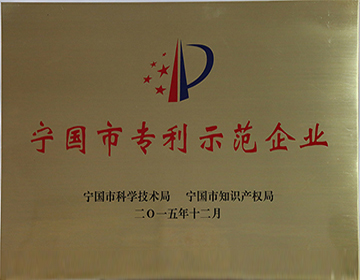 宁国市专利示范企业
宁国市科学技术局 宁国市知识产权局
二〇一五年十二月